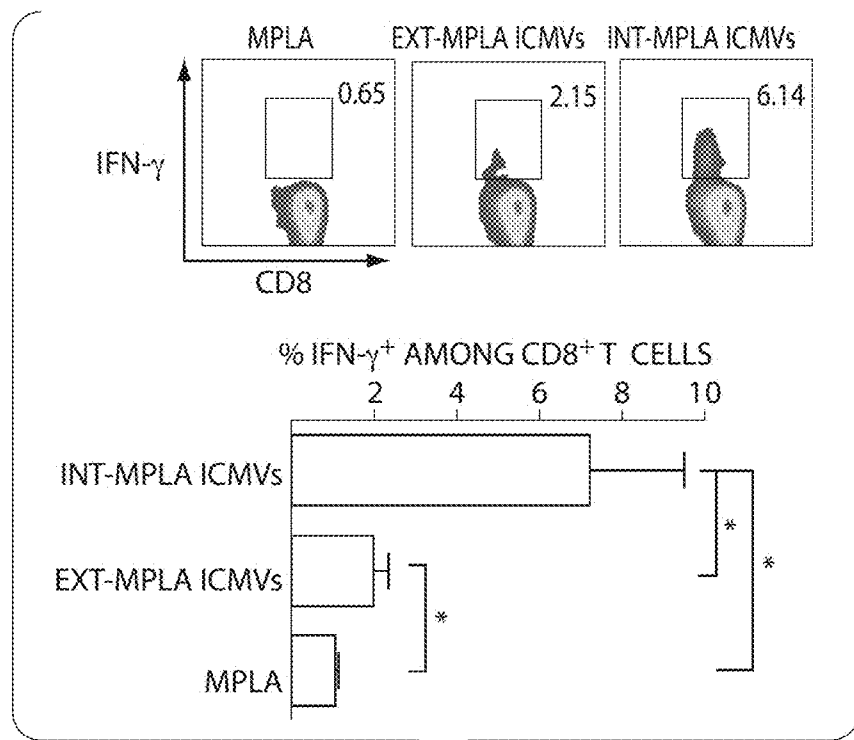 MPLA EXT-MPLA ICMVs INT-MPLA ICMVs
0.65 2.15 6.14
IFN-γ
CD8
% IFN-γ⁺ AMONG CD8⁺ T CELLS
2 4 6 8 10
INT-MPLA ICMVs
*
*
EXT-MPLA ICMVs
*
MPLA